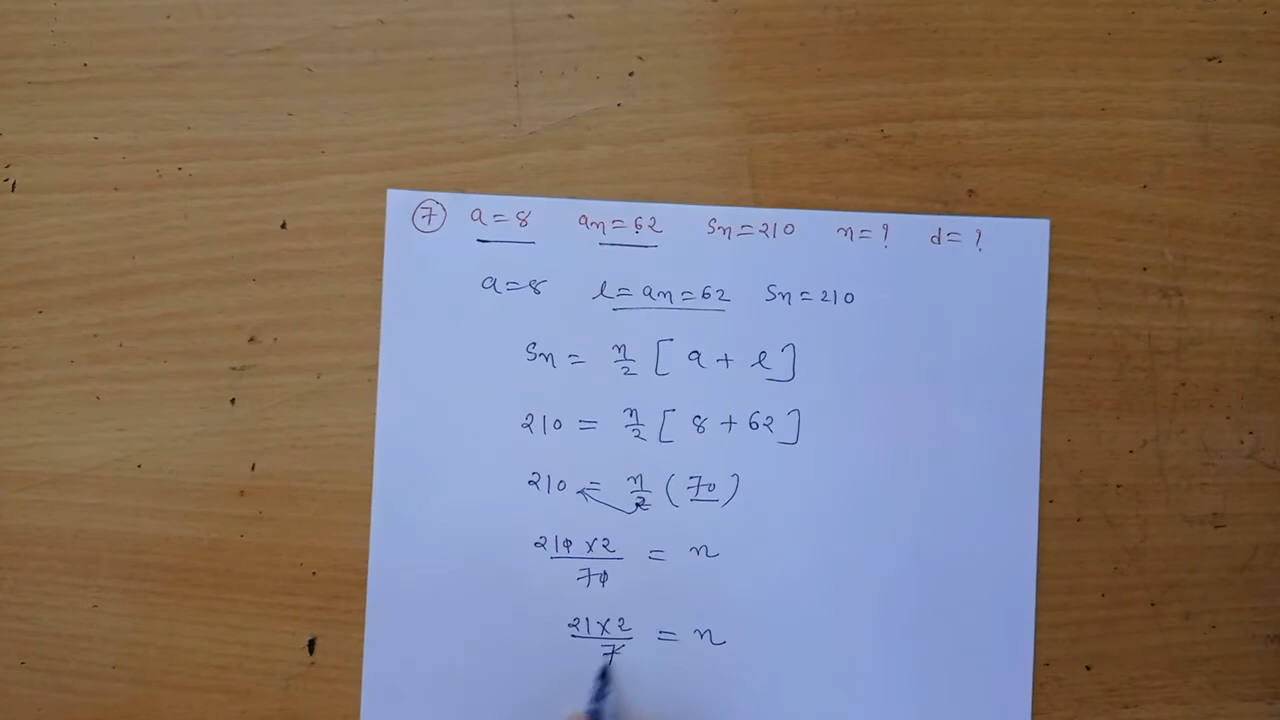 ⑦ a=8 an=62 Sn=210 n=? d=?
a=8 l=an=62 Sn=210
Sn = n/2 [ a + l ]
210 = n/2 [ 8 + 62 ]
210 = n/2 ( 70 )
210 × 2 / 70 = n
21 × 2 / 7 = n